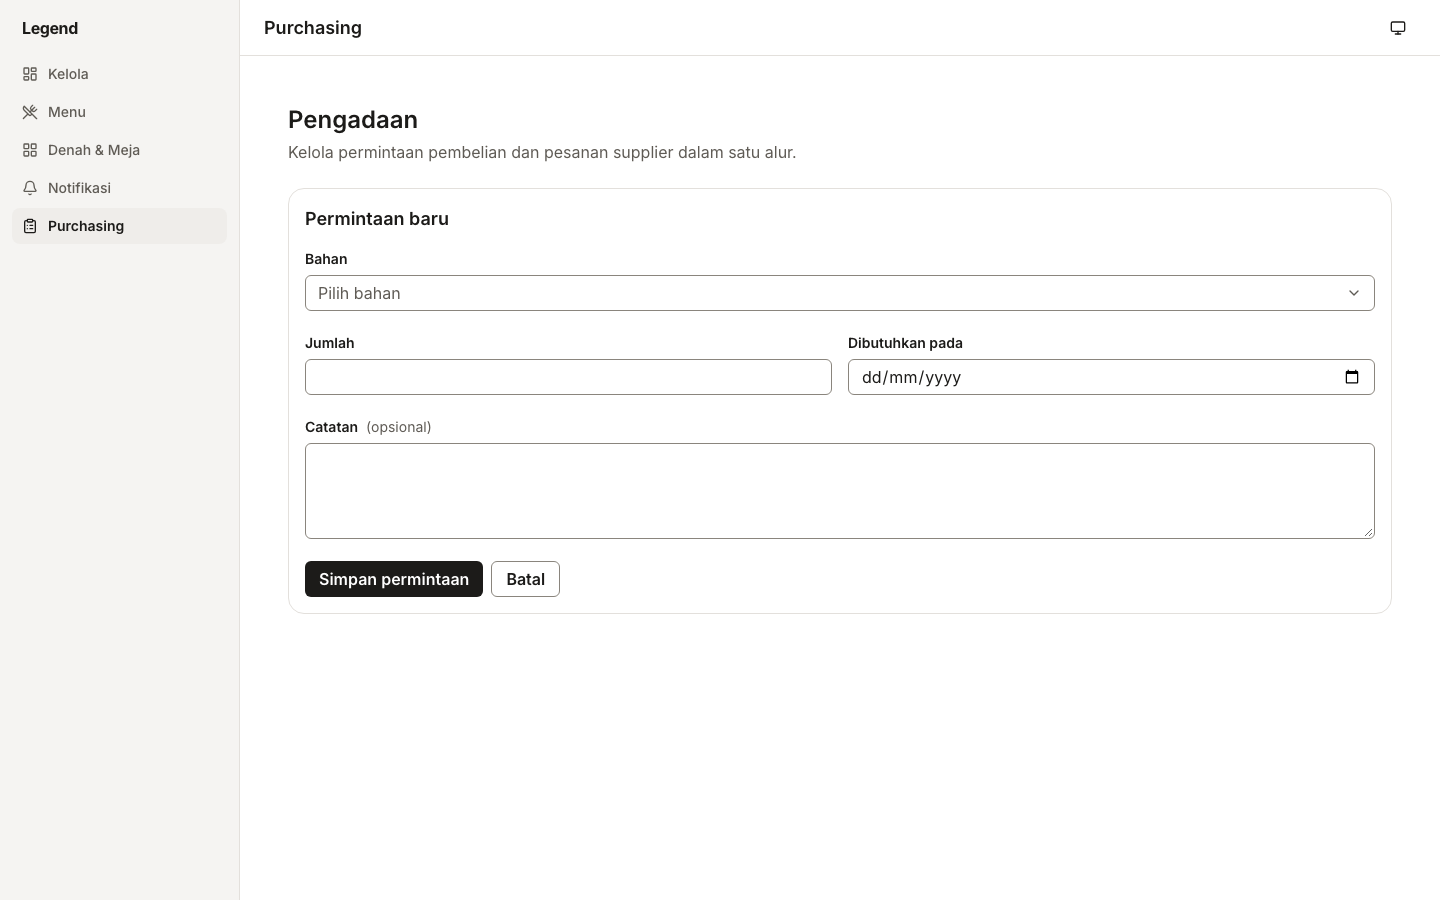 Legend
Kelola
Menu
Denah & Meja
Notifikasi
Purchasing
Purchasing
Pengadaan
Kelola permintaan pembelian dan pesanan supplier dalam satu alur.
Permintaan baru
Bahan
Pilih bahan
Jumlah
Dibutuhkan pada
dd/mm/yyyy
Catatan (opsional)
Simpan permintaan
Batal